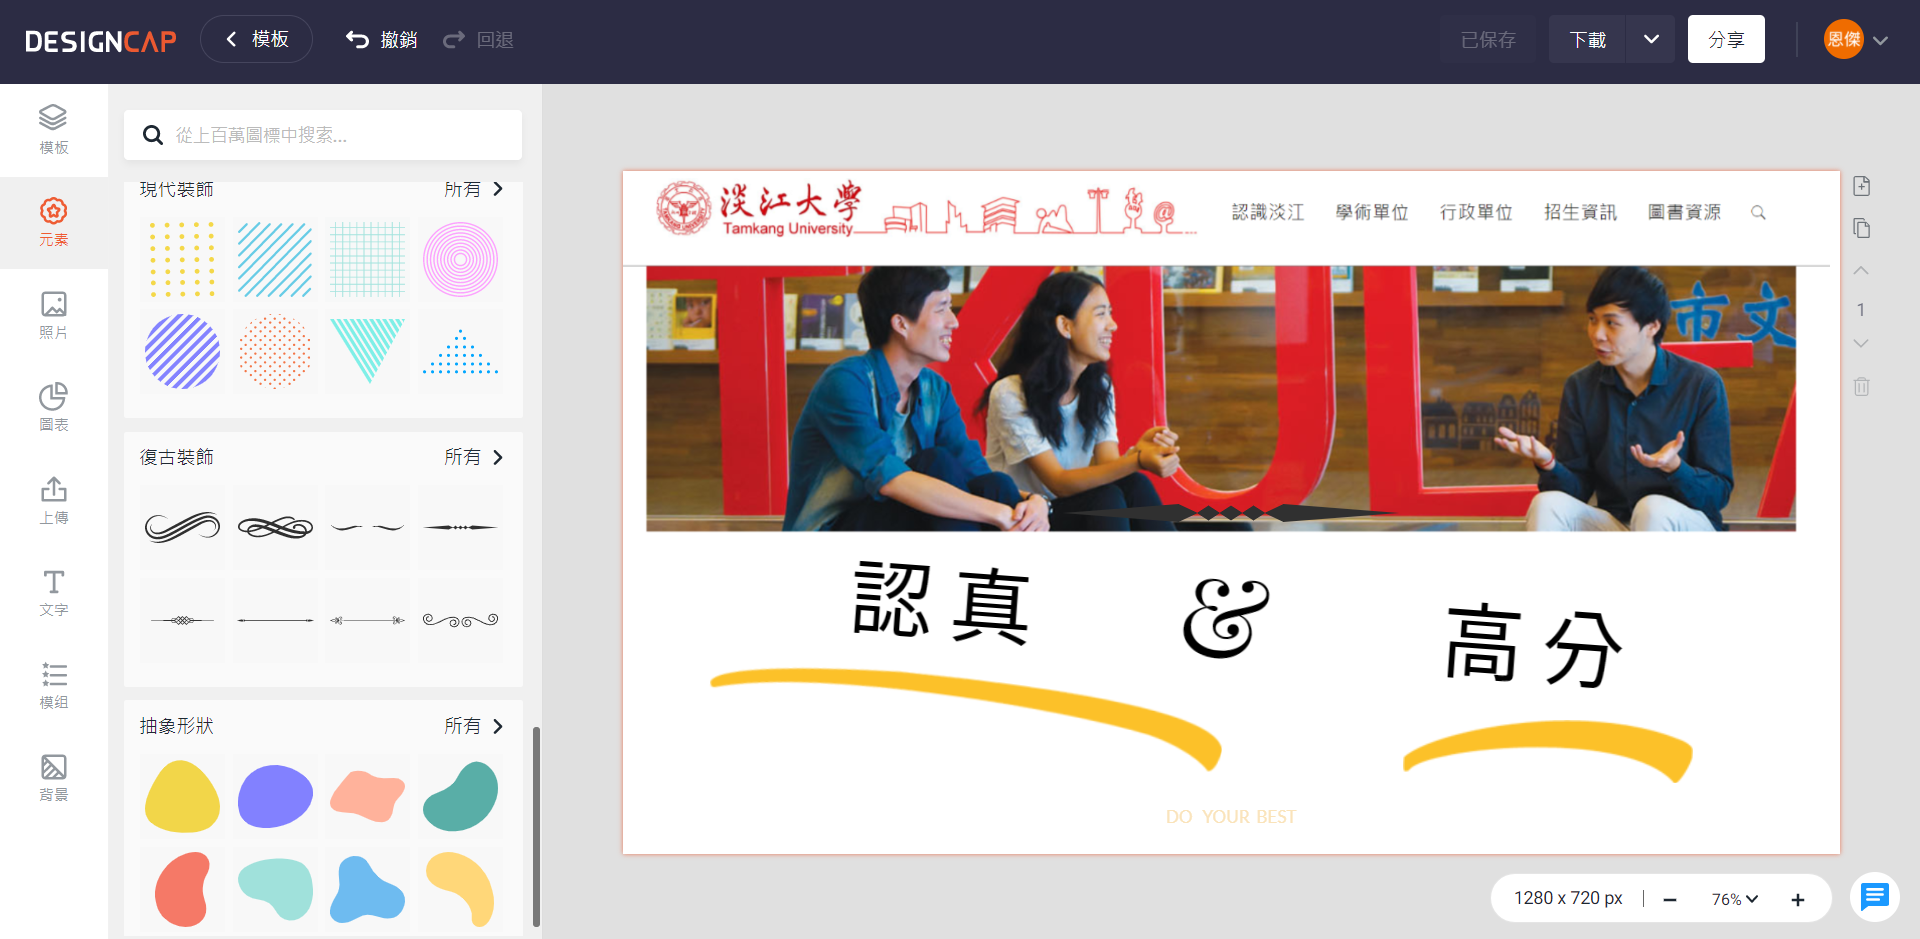 DESIGNCAP
模板
撤銷
回退
已保存
下載
分享
恩傑
模板
元素
照片
圖表
上傳
文字
模组
背景
從上百萬圖標中搜索...
現代裝飾
所有
復古裝飾
所有
抽象形狀
所有
淡江大學
Tamkang University
認識淡江
學術單位
行政單位
招生資訊
圖書資源
TKU
市文
認真
&
高分
DO YOUR BEST
1
1280 x 720 px
76%